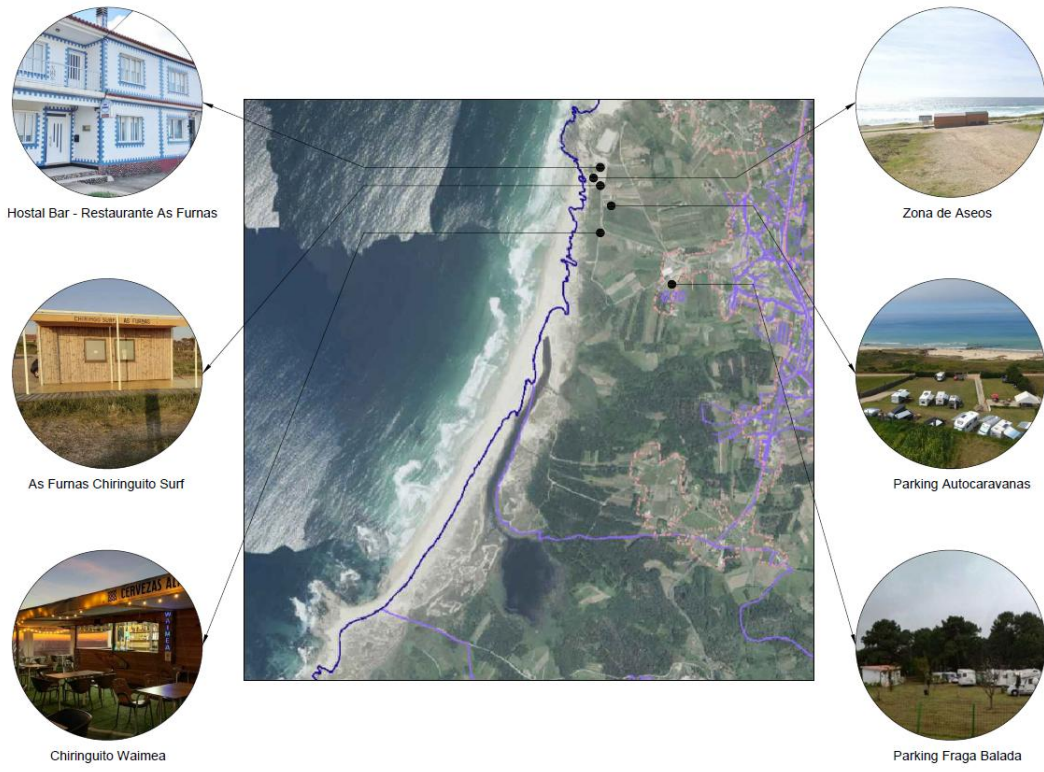 Hostal Bar - Restaurante As Furnas
Zona de Aseos
CHIRINGO SURF AS FURNAS
As Furnas Chiringuito Surf
Parking Autocaravanas
CERVEZAS
WAIMEA
Chiringuito Waimea
Parking Fraga Balada